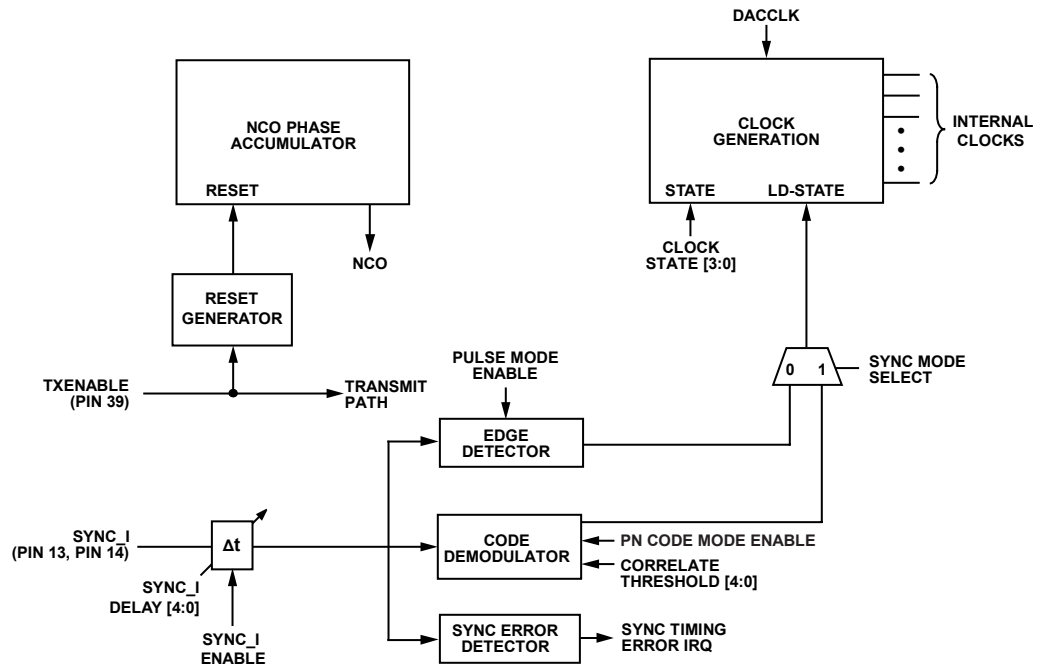 DACCLK
NCO PHASE
ACCUMULATOR
RESET
CLOCK
GENERATION
STATE
LD-STATE
INTERNAL
CLOCKS
NCO
CLOCK
STATE [3:0]
RESET
GENERATOR
TXENABLE
(PIN 39)
TRANSMIT
PATH
PULSE MODE
ENABLE
0 1
SYNC MODE
SELECT
EDGE
DETECTOR
SYNC_I
(PIN 13, PIN 14)
Δt
CODE
DEMODULATOR
PN CODE MODE ENABLE
CORRELATE
THRESHOLD [4:0]
SYNC_I
DELAY [4:0]
SYNC_I
ENABLE
SYNC ERROR
DETECTOR
SYNC TIMING
ERROR IRQ